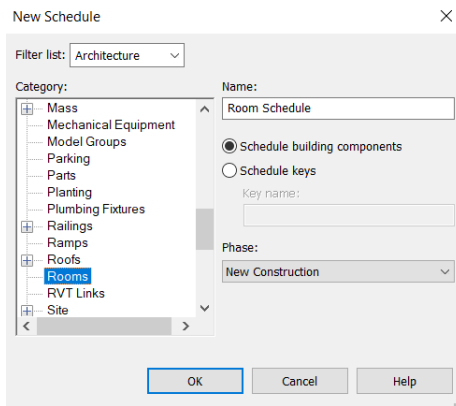 New Schedule
Filter list: Architecture
Category:
Mass
Mechanical Equipment
Model Groups
Parking
Parts
Planting
Plumbing Fixtures
Railings
Ramps
Roofs
Rooms
RVT Links
Site
Name:
Room Schedule
Schedule building components
Schedule keys
Key name:
Phase:
New Construction
OK Cancel Help